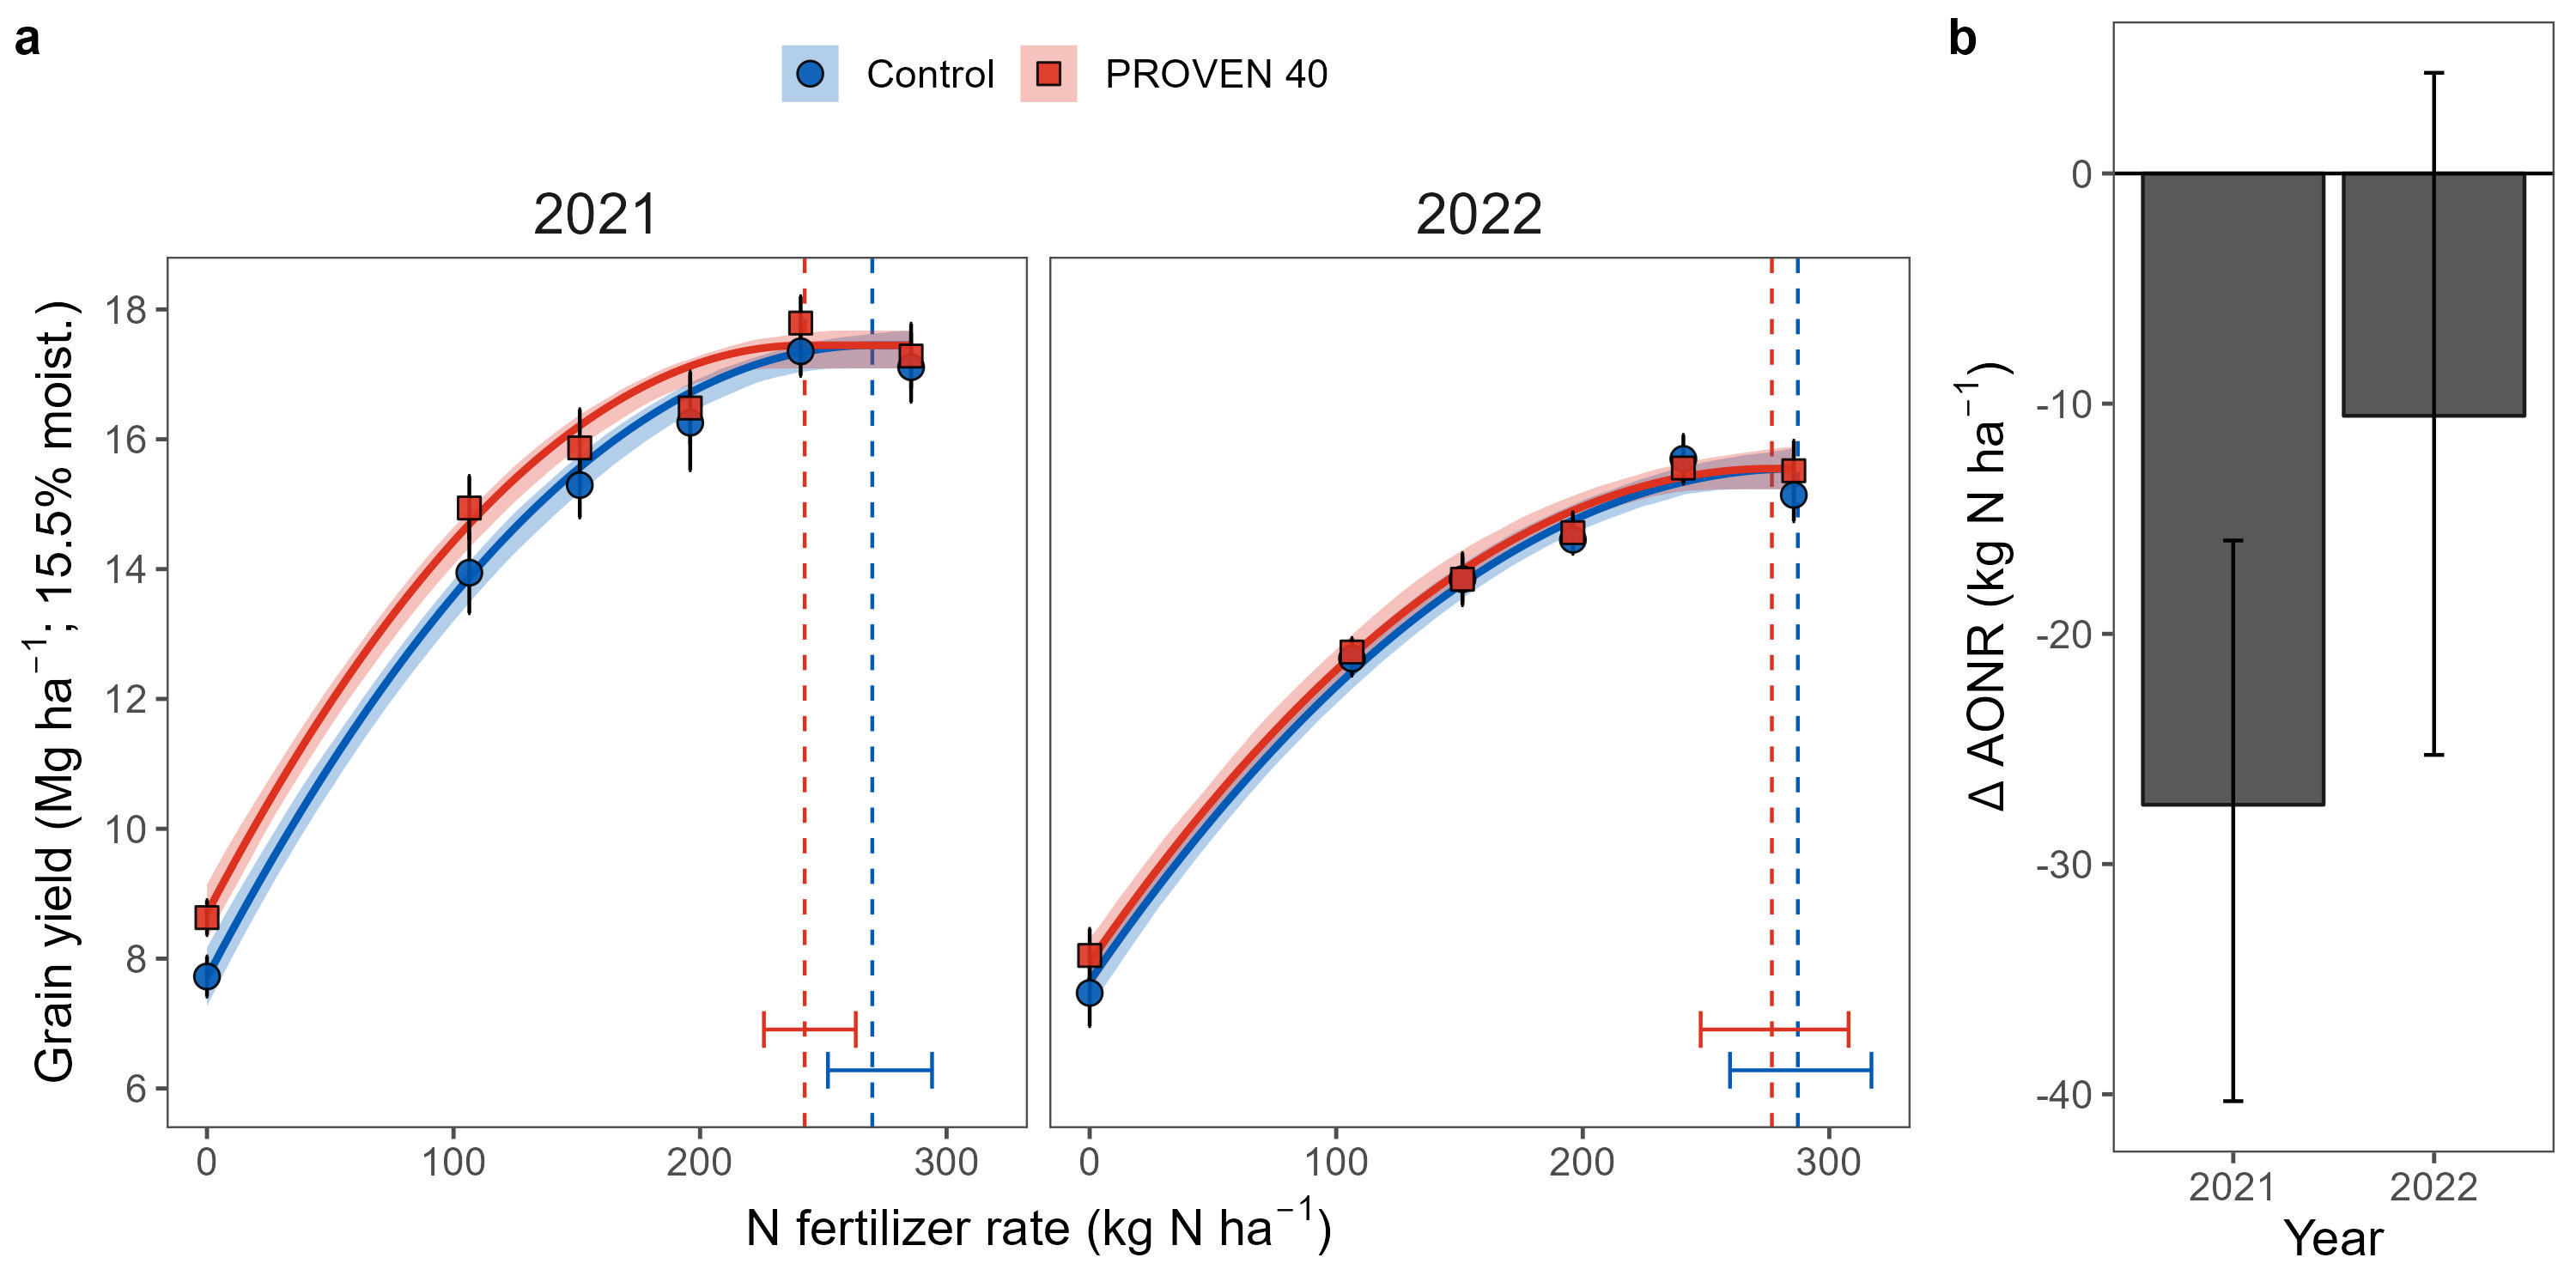 a
Control PROVEN 40
2021 2022
Grain yield (Mg ha⁻¹; 15.5% moist.)
18
16
14
12
10
8
6
0 100 200 300 0 100 200 300
N fertilizer rate (kg N ha⁻¹)
b
Δ AONR (kg N ha⁻¹)
0
-10
-20
-30
-40
2021 2022
Year